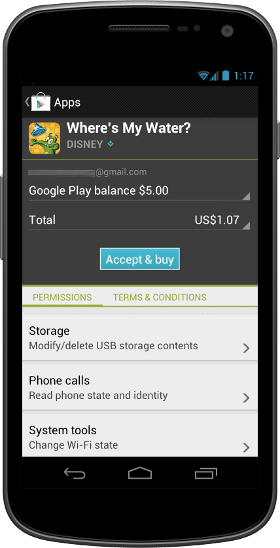 1:17
Apps
Where's My Water?
DISNEY
@gmail.com
Google Play balance $5.00
Total US$1.07
Accept & buy
PERMISSIONS TERMS & CONDITIONS
Storage
Modify/delete USB storage contents
Phone calls
Read phone state and identity
System tools
Change Wi-Fi state